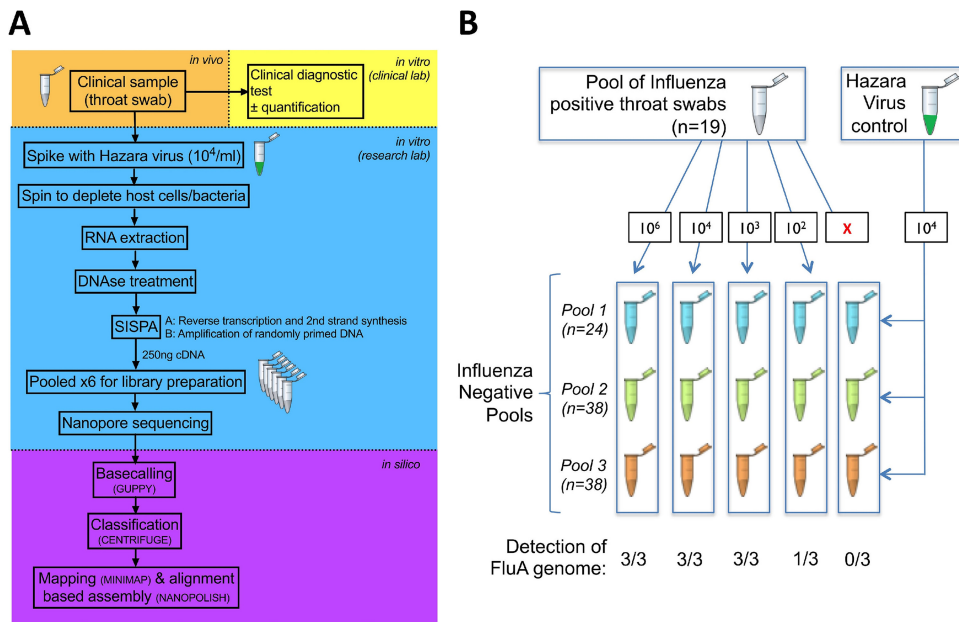 A
in vivo
in vitro
(clinical lab)
Clinical sample
(throat swab)
Clinical diagnostic
test
± quantification
in vitro
(research lab)
Spike with Hazara virus (10⁴/ml)
Spin to deplete host cells/bacteria
RNA extraction
DNAse treatment
SISPA
A: Reverse transcription and 2nd strand synthesis
B: Amplification of randomly primed DNA
250ng cDNA
Pooled x6 for library preparation
Nanopore sequencing
in silico
Basecalling
(GUPPY)
Classification
(CENTRIFUGE)
Mapping (MINIMAP) & alignment
based assembly (NANOPOLISH)
B
Pool of Influenza
positive throat swabs
(n=19)
Hazara
Virus
control
10⁶ 10⁴ 10³ 10² X 10⁴
Influenza
Negative
Pools
Pool 1
(n=24)
Pool 2
(n=38)
Pool 3
(n=38)
Detection of
FluA genome: 3/3 3/3 3/3 1/3 0/3